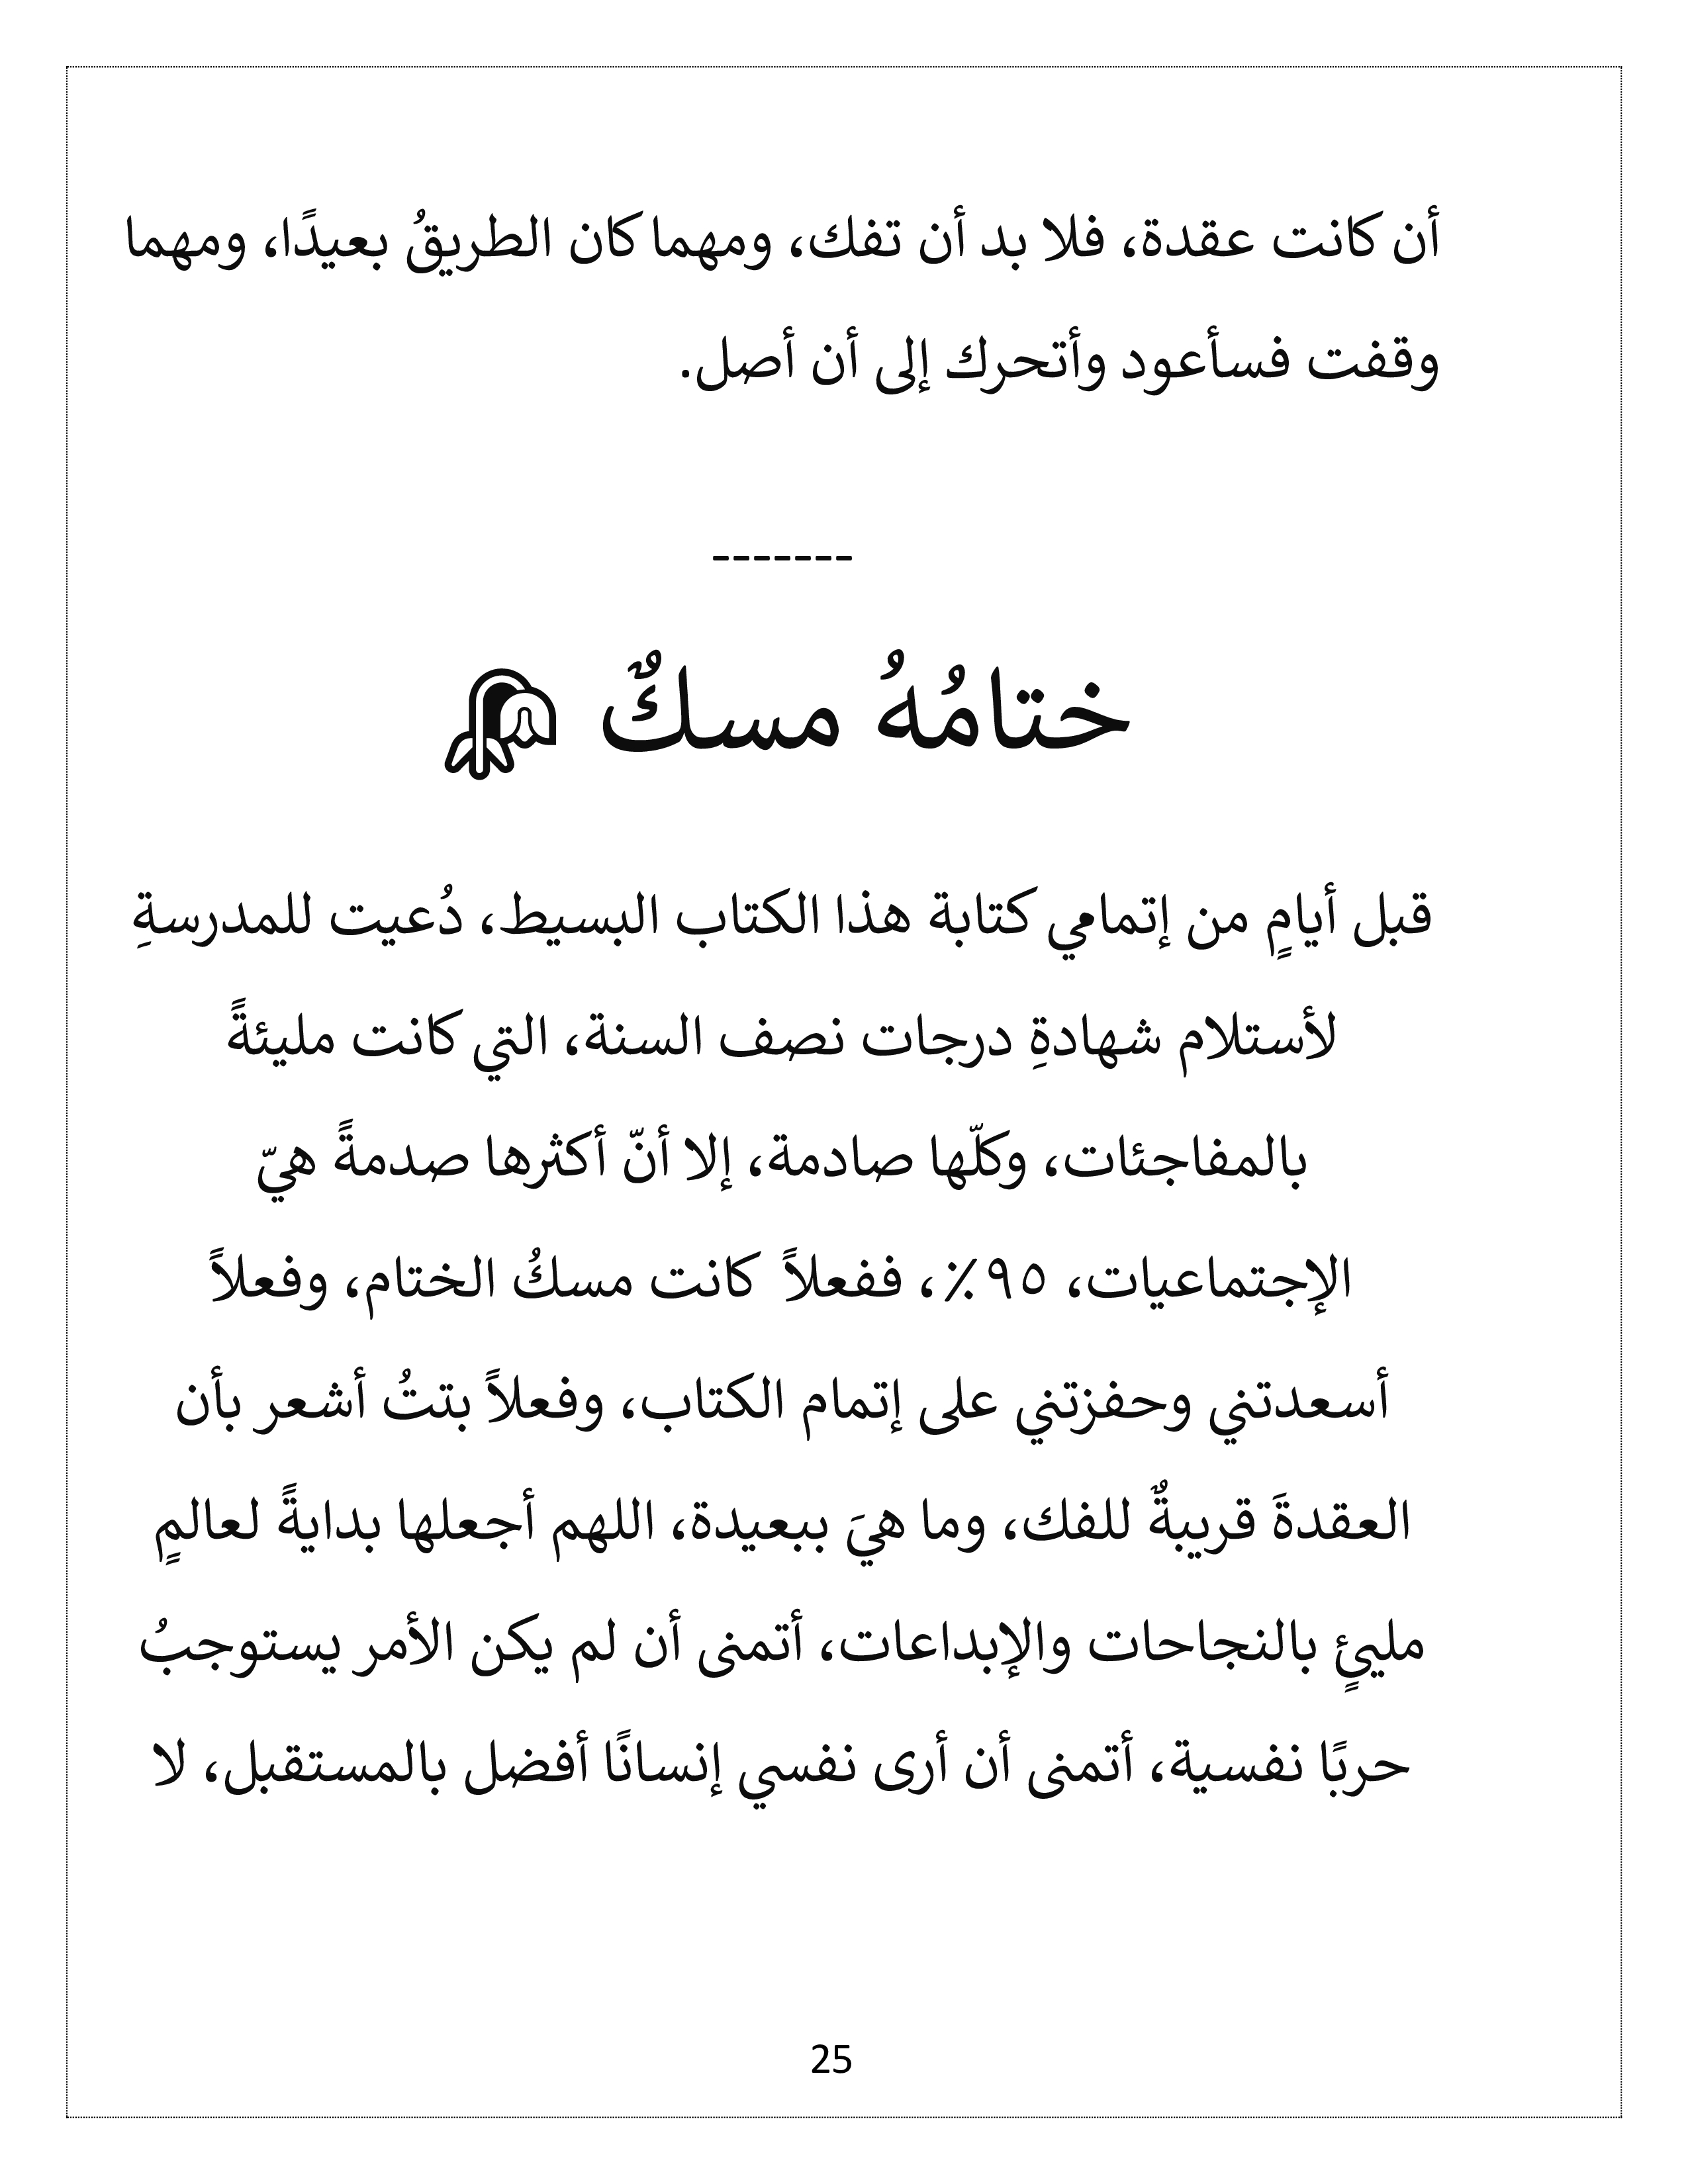 أن كانت عقدة، فلا بد أن تفك، ومهما كان الطريقُ بعيدًا، ومهما
وقفت فسأعود وأتحرك إلى أن أصل.
-------
ختامُهُ مسكٌ
قبل أيامٍ من إتمامي كتابة هذا الكتاب البسيط، دُعيت للمدرسةِ
لأستلام شهادةِ درجات نصف السنة، التي كانت مليئةً
بالمفاجئات، وكلّها صادمة، إلا أنّ أكثرها صدمةً هيّ
الإجتماعيات، ٩٥٪، ففعلاً كانت مسكُ الختام، وفعلاً
أسعدتني وحفزتني على إتمام الكتاب، وفعلاً بتتُ أشعر بأن
العقدةَ قريبةٌ للفك، وما هيَ ببعيدة، اللهم أجعلها بدايةً لعالمٍ
مليئٍ بالنجاحات والإبداعات، أتمنى أن لم يكن الأمر يستوجبُ
حربًا نفسية، أتمنى أن أرى نفسي إنسانًا أفضل بالمستقبل، لا
25